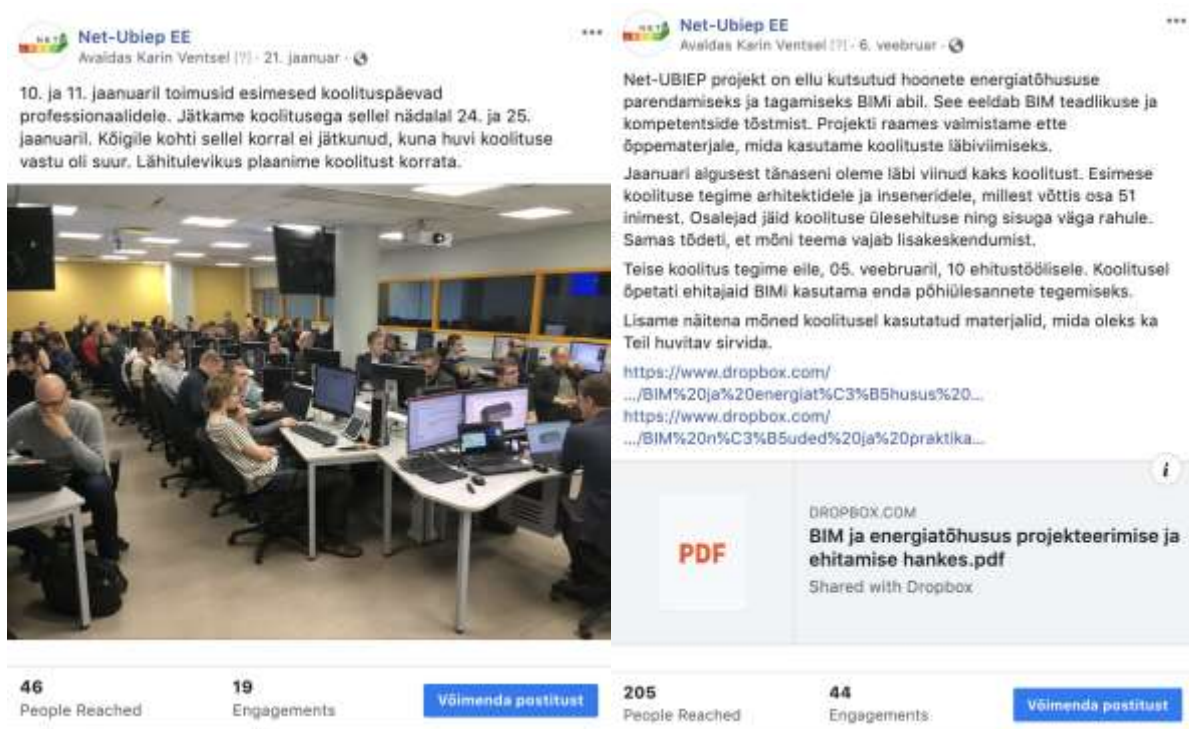 Net-Ubiep EE
Avaldas Karin Ventsel [?] · 21. jaanuar ·
10. ja 11. jaanuaril toimusid esimesed koolituspäevad
professionaalidele. Jätkame koolitusega sellel nädalal 24. ja 25.
jaanuaril. Kõigile kohti sellel korral ei jätkunud, kuna huvi koolituse
vastu oli suur. Lähitulevikus plaanime koolitust korrata.
46
People Reached
19
Engagements
Võimenda postitust
Net-Ubiep EE
Avaldas Karin Ventsel [?] · 6. veebruar ·
Net-UBIEP projekt on ellu kutsutud hoonete energiatõhususe
parendamiseks ja tagamiseks BIMi abil. See eeldab BIM teadlikuse ja
kompetentside tõstmist. Projekti raames valmistame ette
õppematerjale, mida kasutame koolituste läbiviimiseks.
Jaanuari algusest tänaseni oleme läbi viinud kaks koolitust. Esimese
koolituse tegime arhitektidele ja inseneridele, millest võttis osa 51
inimest. Osalejad jäid koolituse ülesehituse ning sisuga väga rahule.
Samas tõdeti, et mõni teema vajab lisakeskendumist.
Teise koolitus tegime eile, 05. veebruaril, 10 ehitustöölisele. Koolitusel
õpetati ehitajaid BIMi kasutama enda põhiülesannete tegemiseks.
Lisame näitena mõned koolitusel kasutatud materjalid, mida oleks ka
Teil huvitav sirvida.
https://www.dropbox.com/
.../BIM%20ja%20energiat%C3%B5husus%20...
https://www.dropbox.com/
.../BIM%20n%C3%B5uded%20ja%20praktika...
PDF
DROPBOX.COM
BIM ja energiatõhusus projekteerimise ja
ehitamise hankes.pdf
Shared with Dropbox
205
People Reached
44
Engagements
Võimenda postitust